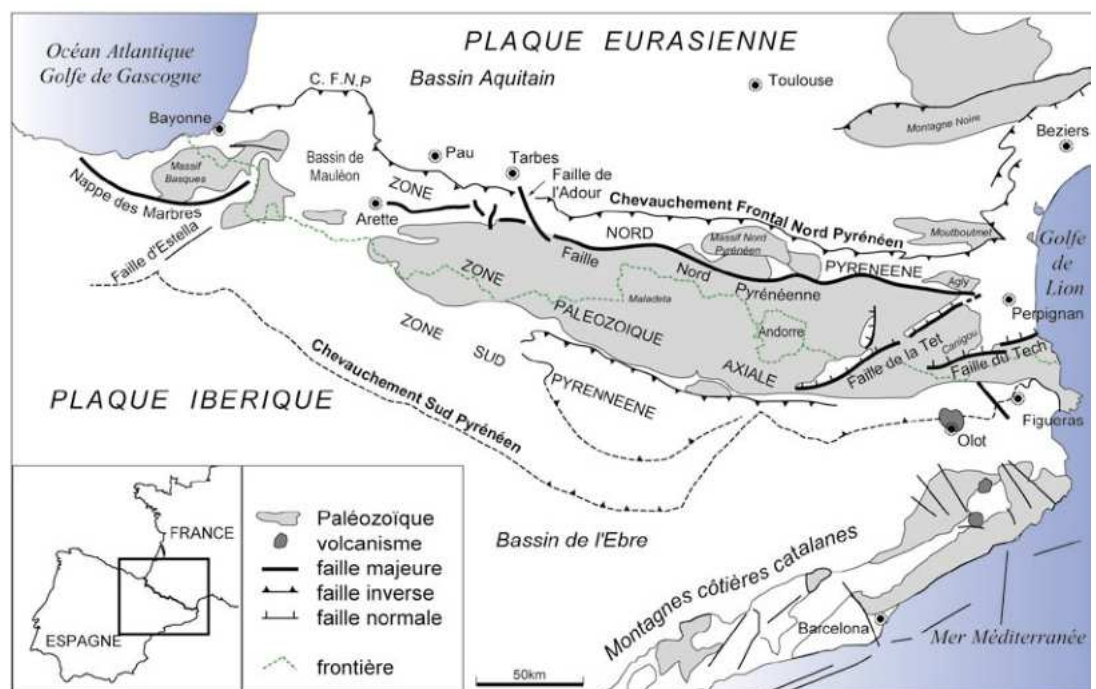 Océan Atlantique
Golfe de Gascogne
PLAQUE EURASIENNE
C. F. N. P
Bassin Aquitain
Toulouse
Montagne Noire
Beziers
Bayonne
Massif
Basques
Bassin de
Mauléon
Pau
Tarbes
Faille de
l'Adour
Nappe des Marbres
ZONE
Arette
Chevauchement Frontal Nord Pyrénéen
Moutboutmet
Golfe
de
Lion
Faille d'Estella
NORD
Massif Nord
Pyrénéen
PYRENEENE
Faille
Nord
Pyrénéenne
Agly
Perpignan
ZONE
Maladeta
PALEOZOIQUE
Andorre
AXIALE
Faille de la Tet
Canigou
Faille du Tech
ZONE
SUD
PYRENNEENE
Chevauchement Sud Pyrénéen
PLAQUE IBERIQUE
Figueras
Olot
Bassin de l'Ebre
Montagnes côtières catalanes
Barcelona
Mer Méditerranée
FRANCE
ESPAGNE
Paléozoïque
volcanisme
faille majeure
faille inverse
faille normale
frontière
50km